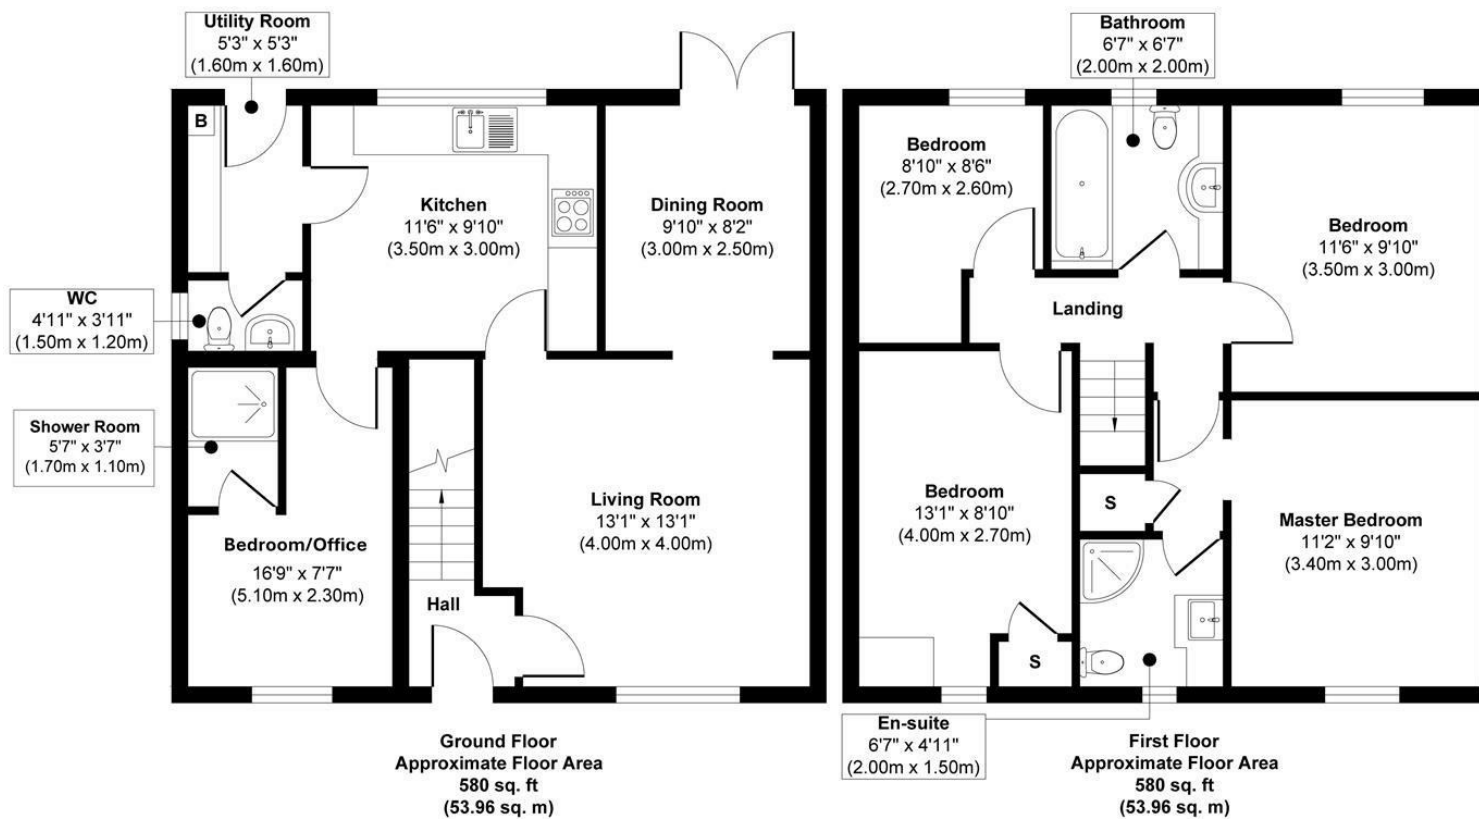 Utility Room
5'3" x 5'3"
(1.60m x 1.60m)
B
Kitchen
11'6" x 9'10"
(3.50m x 3.00m)
Dining Room
9'10" x 8'2"
(3.00m x 2.50m)
WC
4'11" x 3'11"
(1.50m x 1.20m)
Shower Room
5'7" x 3'7"
(1.70m x 1.10m)
Bedroom/Office
16'9" x 7'7"
(5.10m x 2.30m)
Living Room
13'1" x 13'1"
(4.00m x 4.00m)
Hall
Ground Floor
Approximate Floor Area
580 sq. ft
(53.96 sq. m)
Bathroom
6'7" x 6'7"
(2.00m x 2.00m)
Bedroom
8'10" x 8'6"
(2.70m x 2.60m)
Bedroom
11'6" x 9'10"
(3.50m x 3.00m)
Landing
Bedroom
13'1" x 8'10"
(4.00m x 2.70m)
S
Master Bedroom
11'2" x 9'10"
(3.40m x 3.00m)
S
En-suite
6'7" x 4'11"
(2.00m x 1.50m)
First Floor
Approximate Floor Area
580 sq. ft
(53.96 sq. m)